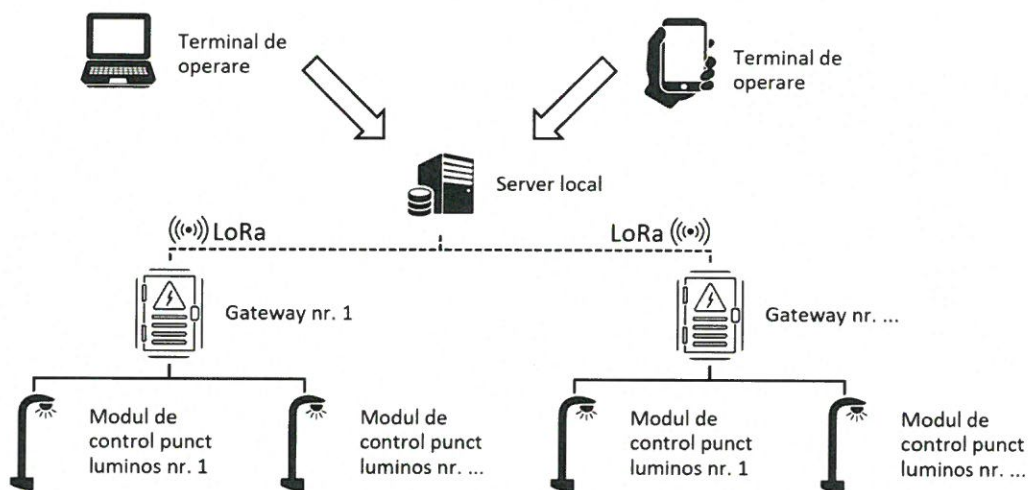 Terminal de
operare
Terminal de
operare
Server local
LoRa
LoRa
Gateway nr. 1
Gateway nr. ...
Modul de
control punct
luminos nr. 1
Modul de
control punct
luminos nr. ...
Modul de
control punct
luminos nr. 1
Modul de
control punct
luminos nr. ...